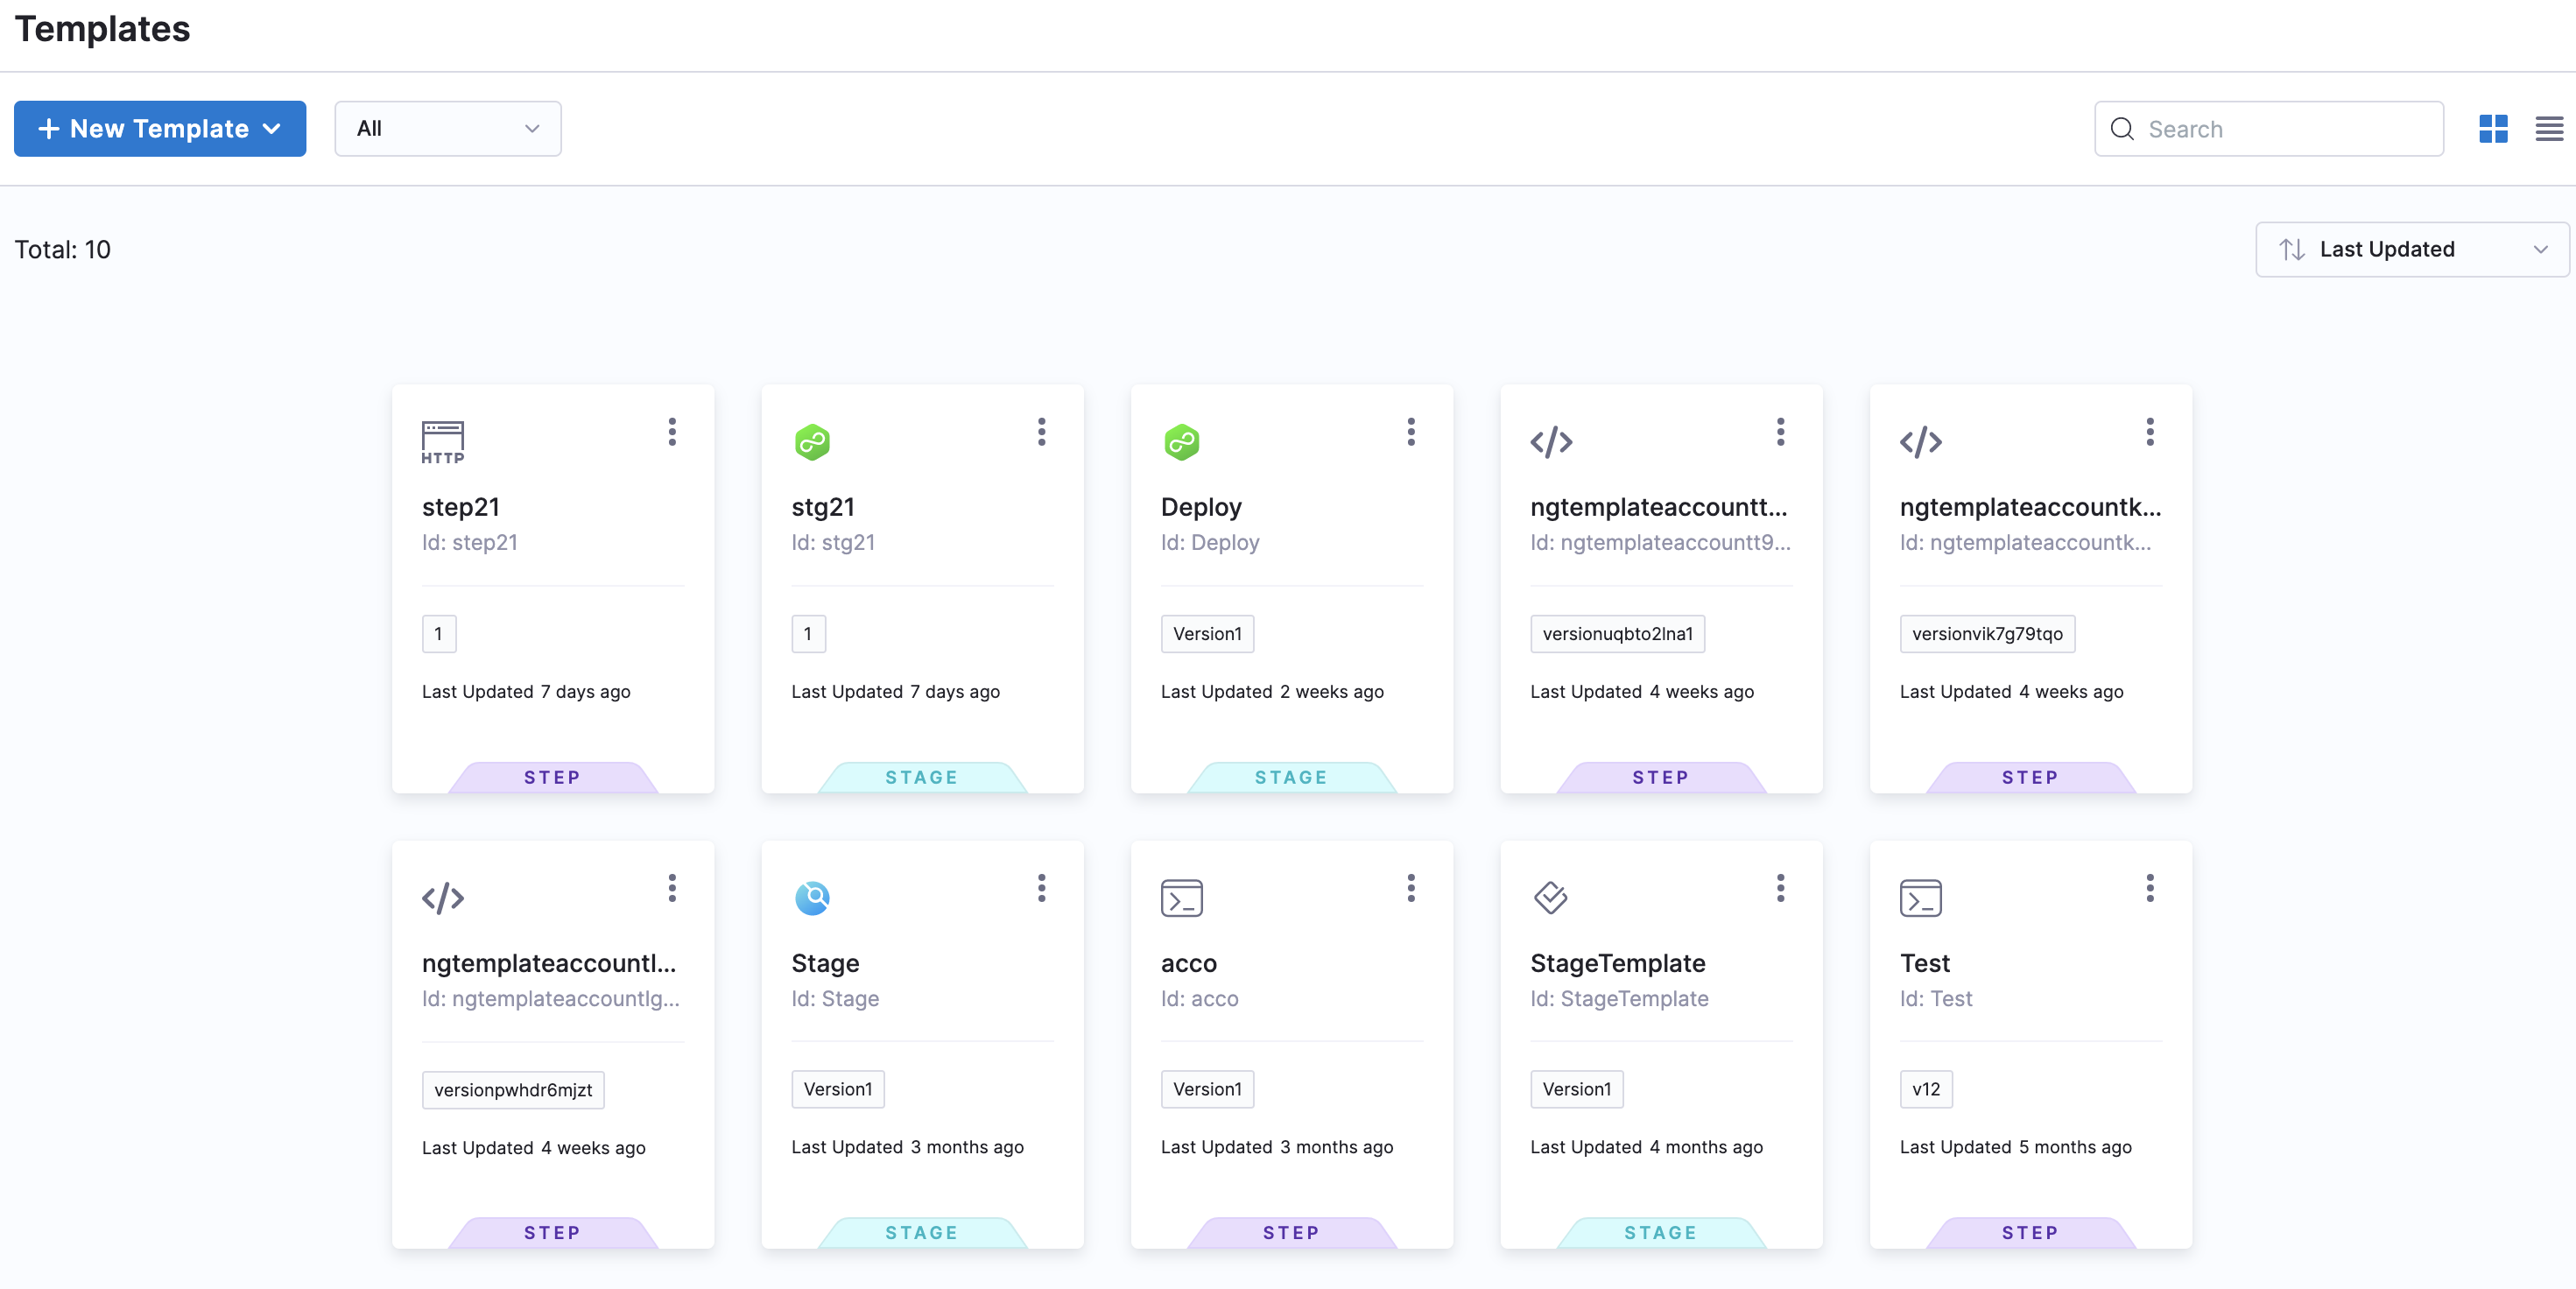 Templates
+ New Template
All
Search
Total: 10
Last Updated
HTTP
step21
Id: step21
1
Last Updated 7 days ago
STEP
stg21
Id: stg21
1
Last Updated 7 days ago
STAGE
Deploy
Id: Deploy
Version1
Last Updated 2 weeks ago
STAGE
ngtemplateaccountt...
Id: ngtemplateaccountt9...
versionuqbto2lna1
Last Updated 4 weeks ago
STEP
ngtemplateaccountk...
Id: ngtemplateaccountk...
versionvik7g79tqo
Last Updated 4 weeks ago
STEP
ngtemplateaccountl...
Id: ngtemplateaccountlg...
versionpwhdr6mjzt
Last Updated 4 weeks ago
STEP
Stage
Id: Stage
Version1
Last Updated 3 months ago
STAGE
acco
Id: acco
Version1
Last Updated 3 months ago
STEP
StageTemplate
Id: StageTemplate
Version1
Last Updated 4 months ago
STAGE
Test
Id: Test
v12
Last Updated 5 months ago
STEP